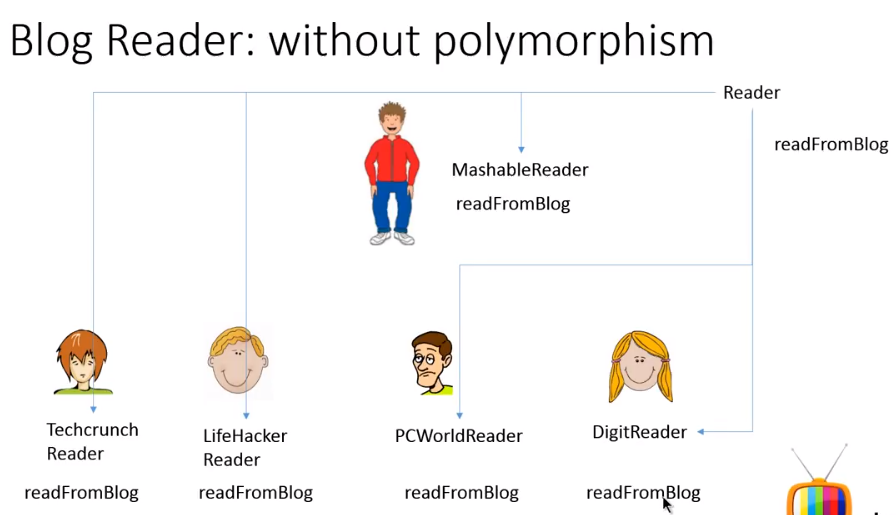 Blog Reader: without polymorphism
Reader
readFromBlog
MashableReader
readFromBlog
Techcrunch
Reader
readFromBlog
LifeHacker
Reader
readFromBlog
PCWorldReader
readFromBlog
DigitReader
readFromBlog